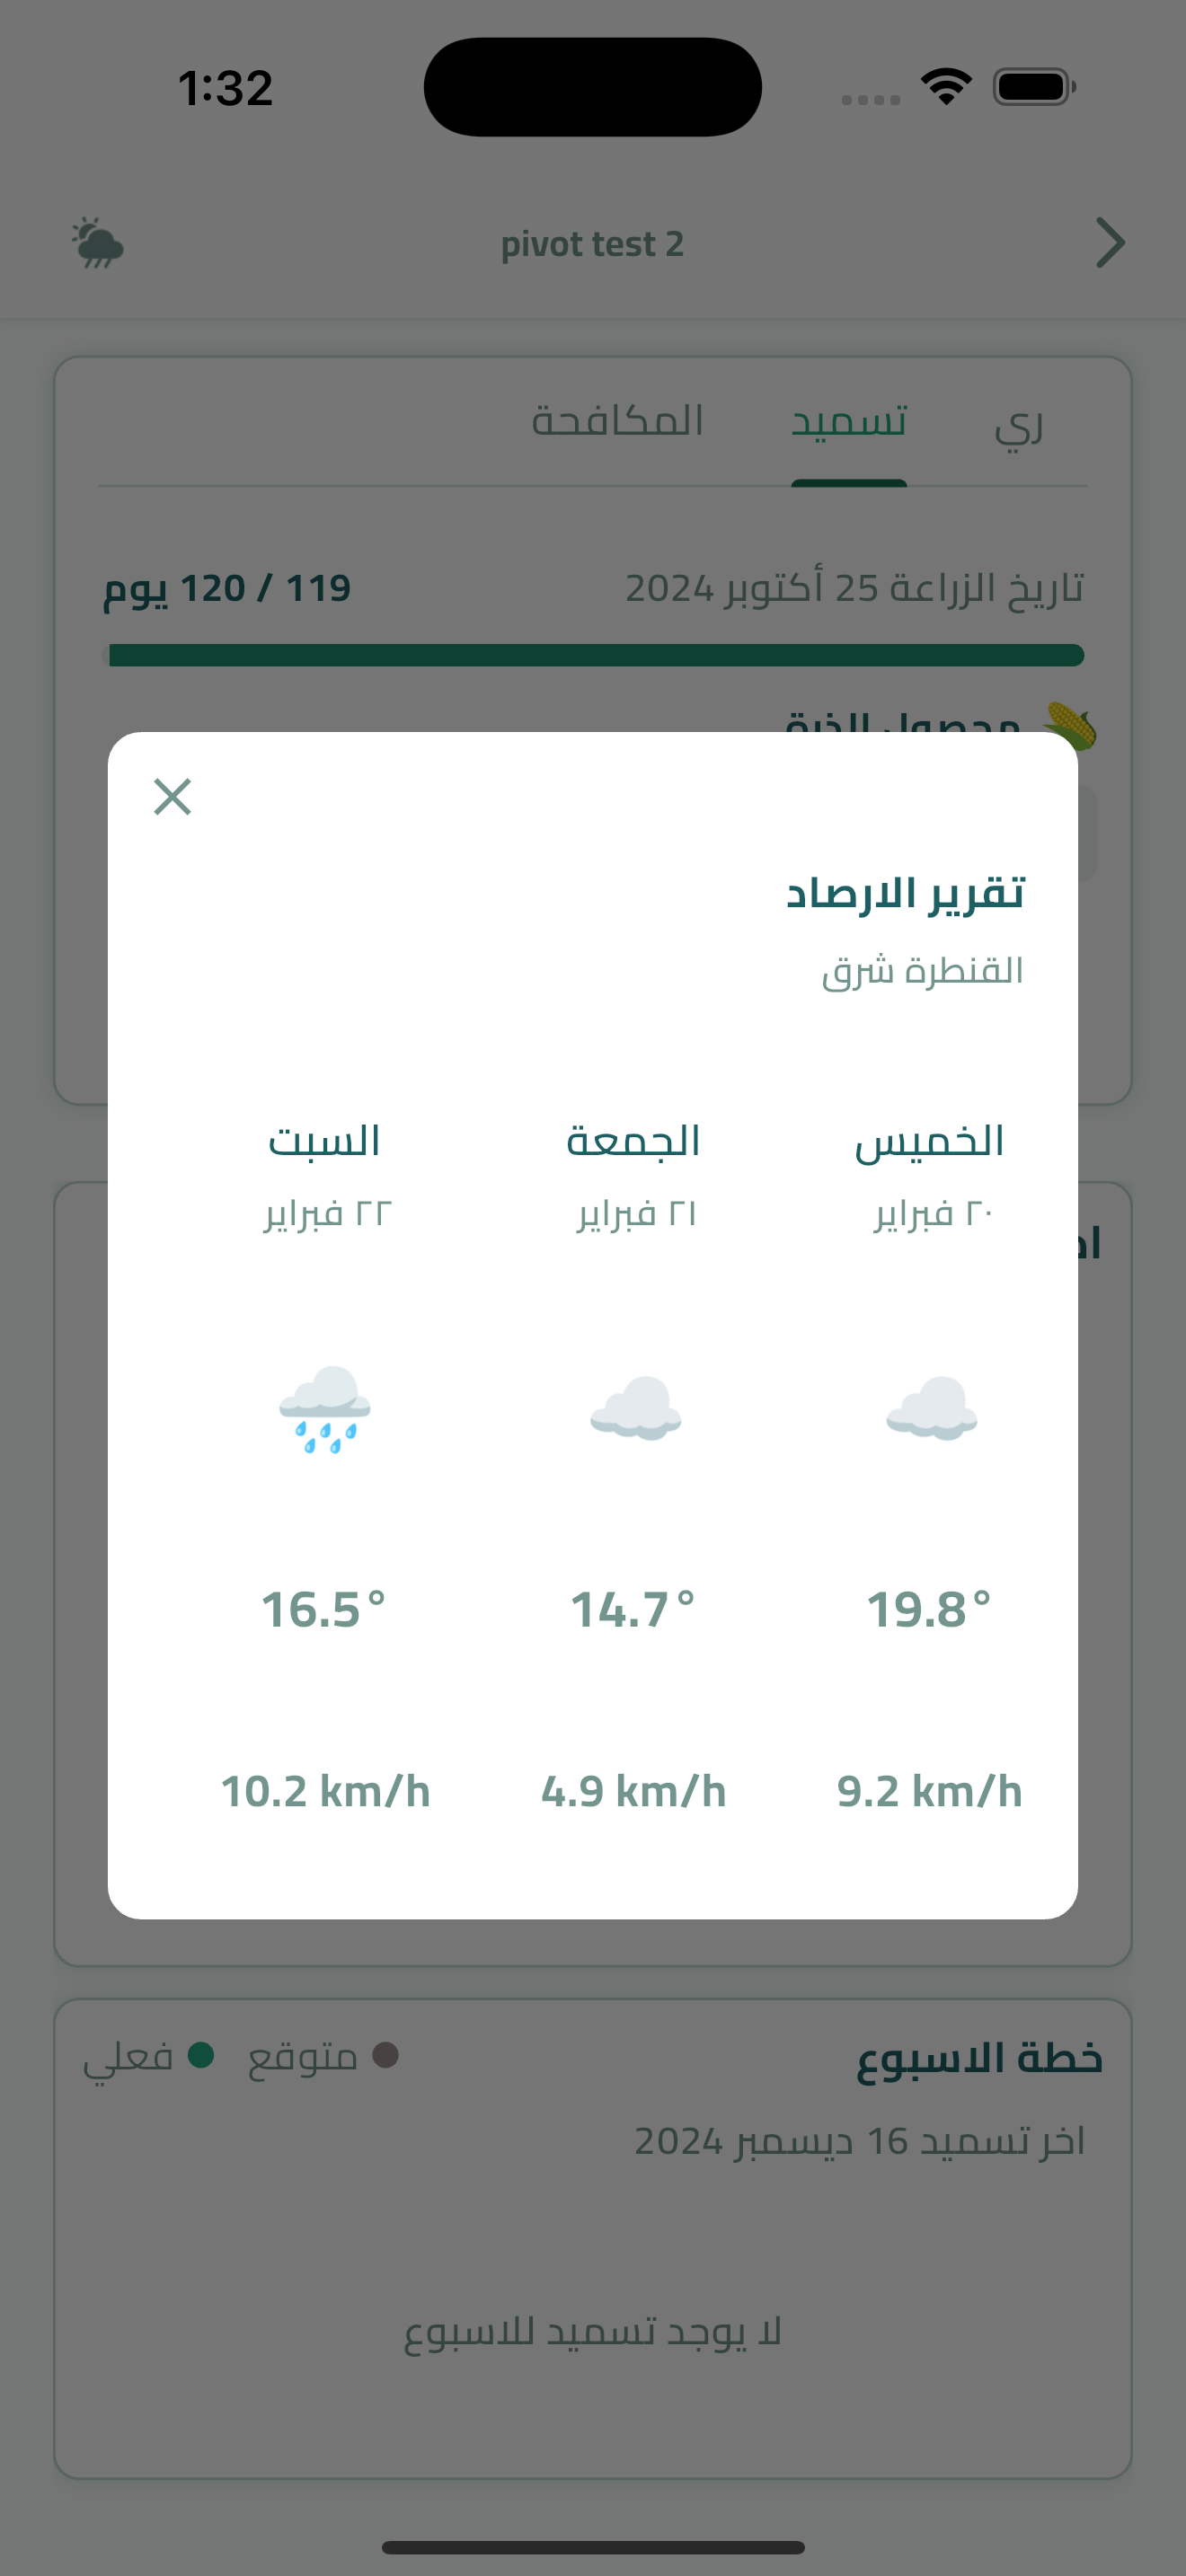 1:32
pivot test 2
ري تسميد المكافحة
تاريخ الزراعة 25 أكتوبر 2024 119 / 120 يوم
محصول الذرة
تقرير الارصاد
القنطرة شرق
الخميس الجمعة السبت
٢٠ فبراير ٢١ فبراير ٢٢ فبراير
19.8° 14.7° 16.5°
9.2 km/h 4.9 km/h 10.2 km/h
خطة الاسبوع متوقع فعلي
اخر تسميد 16 ديسمبر 2024
لا يوجد تسميد للاسبوع